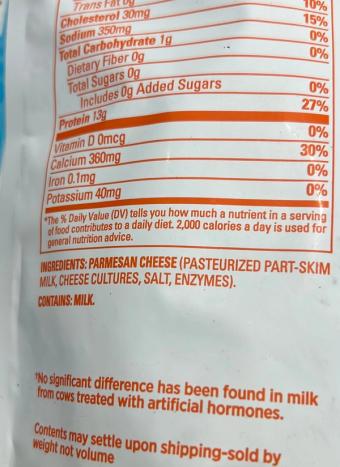 Trans Fat 0g
Cholesterol 30mg 10%
Sodium 350mg 15%
Total Carbohydrate 1g 0%
Dietary Fiber 0g 0%
Total Sugars 0g
Includes 0g Added Sugars 0%
Protein 13g 27%
Vitamin D 0mcg 0%
Calcium 360mg 30%
Iron 0.1mg 0%
Potassium 40mg 0%
*The % Daily Value (DV) tells you how much a nutrient in a serving
of food contributes to a daily diet. 2,000 calories a day is used for
general nutrition advice.
INGREDIENTS: PARMESAN CHEESE (PASTEURIZED PART-SKIM
MILK, CHEESE CULTURES, SALT, ENZYMES).
CONTAINS: MILK.
†No significant difference has been found in milk
from cows treated with artificial hormones.
Contents may settle upon shipping-sold by
weight not volume